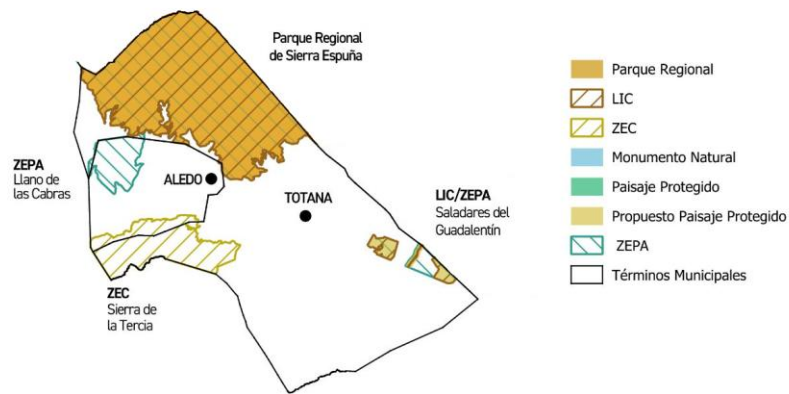 Parque Regional
de Sierra Espuña
ZEPA
Llano de
las Cabras
ALEDO
TOTANA
LIC/ZEPA
Saladares del
Guadalentín
ZEC
Sierra de
la Tercia
Parque Regional
LIC
ZEC
Monumento Natural
Paisaje Protegido
Propuesto Paisaje Protegido
ZEPA
Términos Municipales